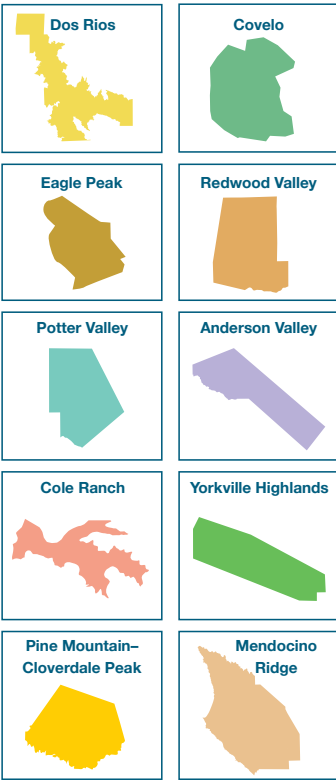 Dos Rios
Covelo
Eagle Peak
Redwood Valley
Potter Valley
Anderson Valley
Cole Ranch
Yorkville Highlands
Pine Mountain–
Cloverdale Peak
Mendocino
Ridge